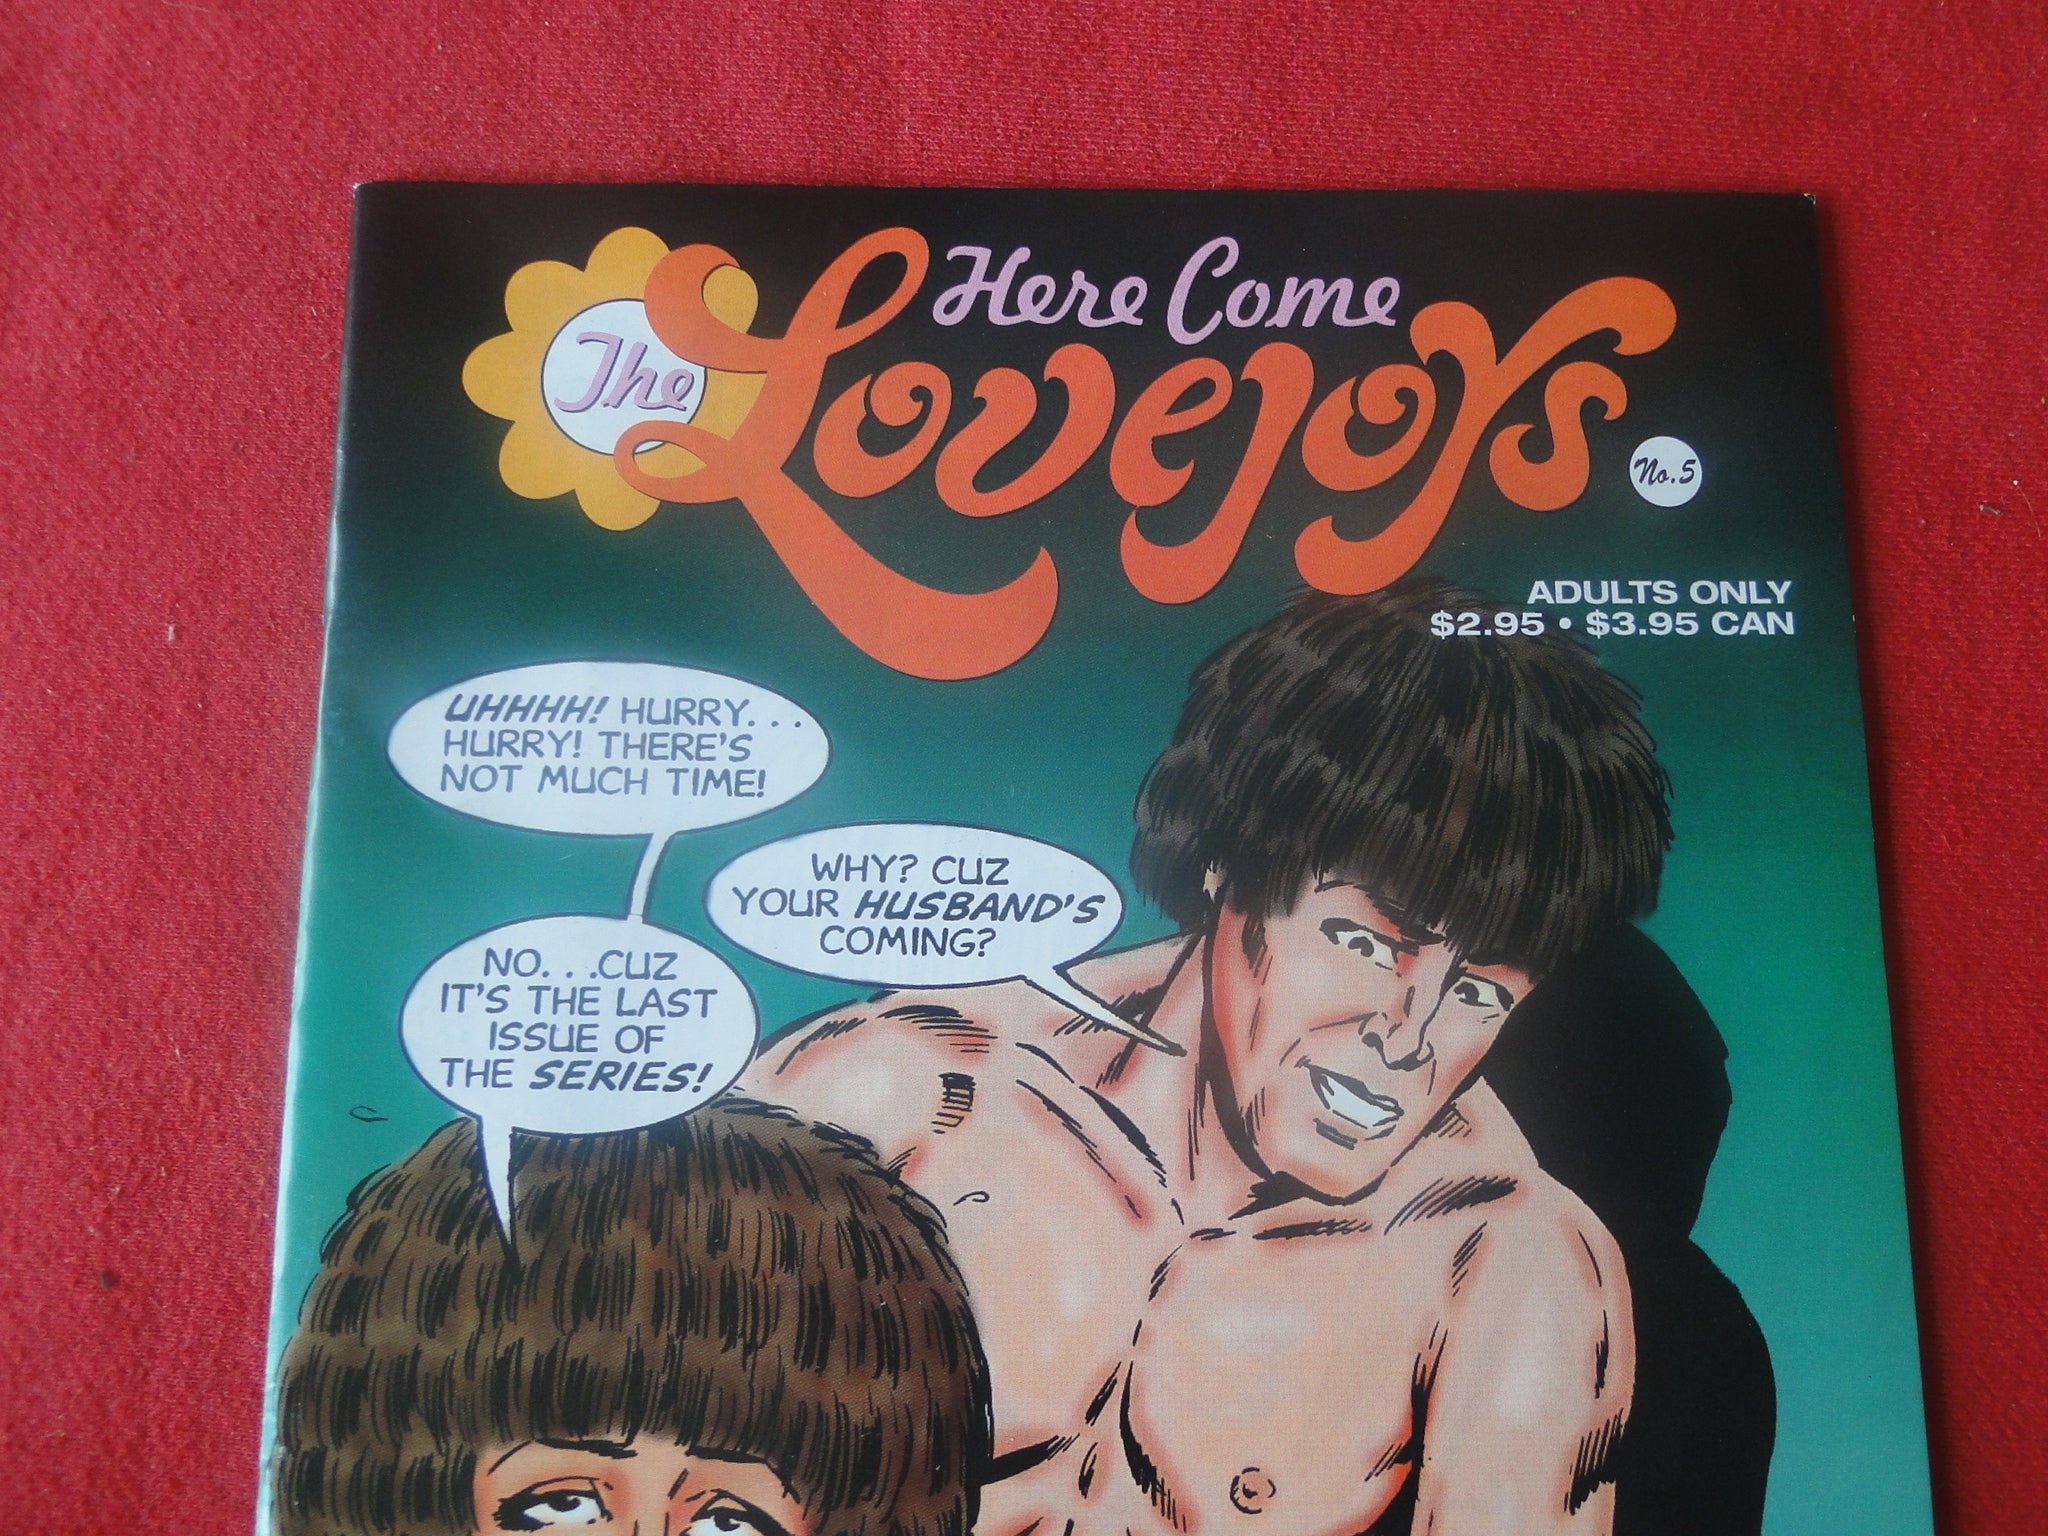 Here Come
The Lovejoys
No.5
ADULTS ONLY
$2.95 • $3.95 CAN
UHHHH! HURRY...
HURRY! THERE'S
NOT MUCH TIME!
WHY? CUZ
YOUR HUSBAND'S
COMING?
NO...CUZ
IT'S THE LAST
ISSUE OF
THE SERIES!